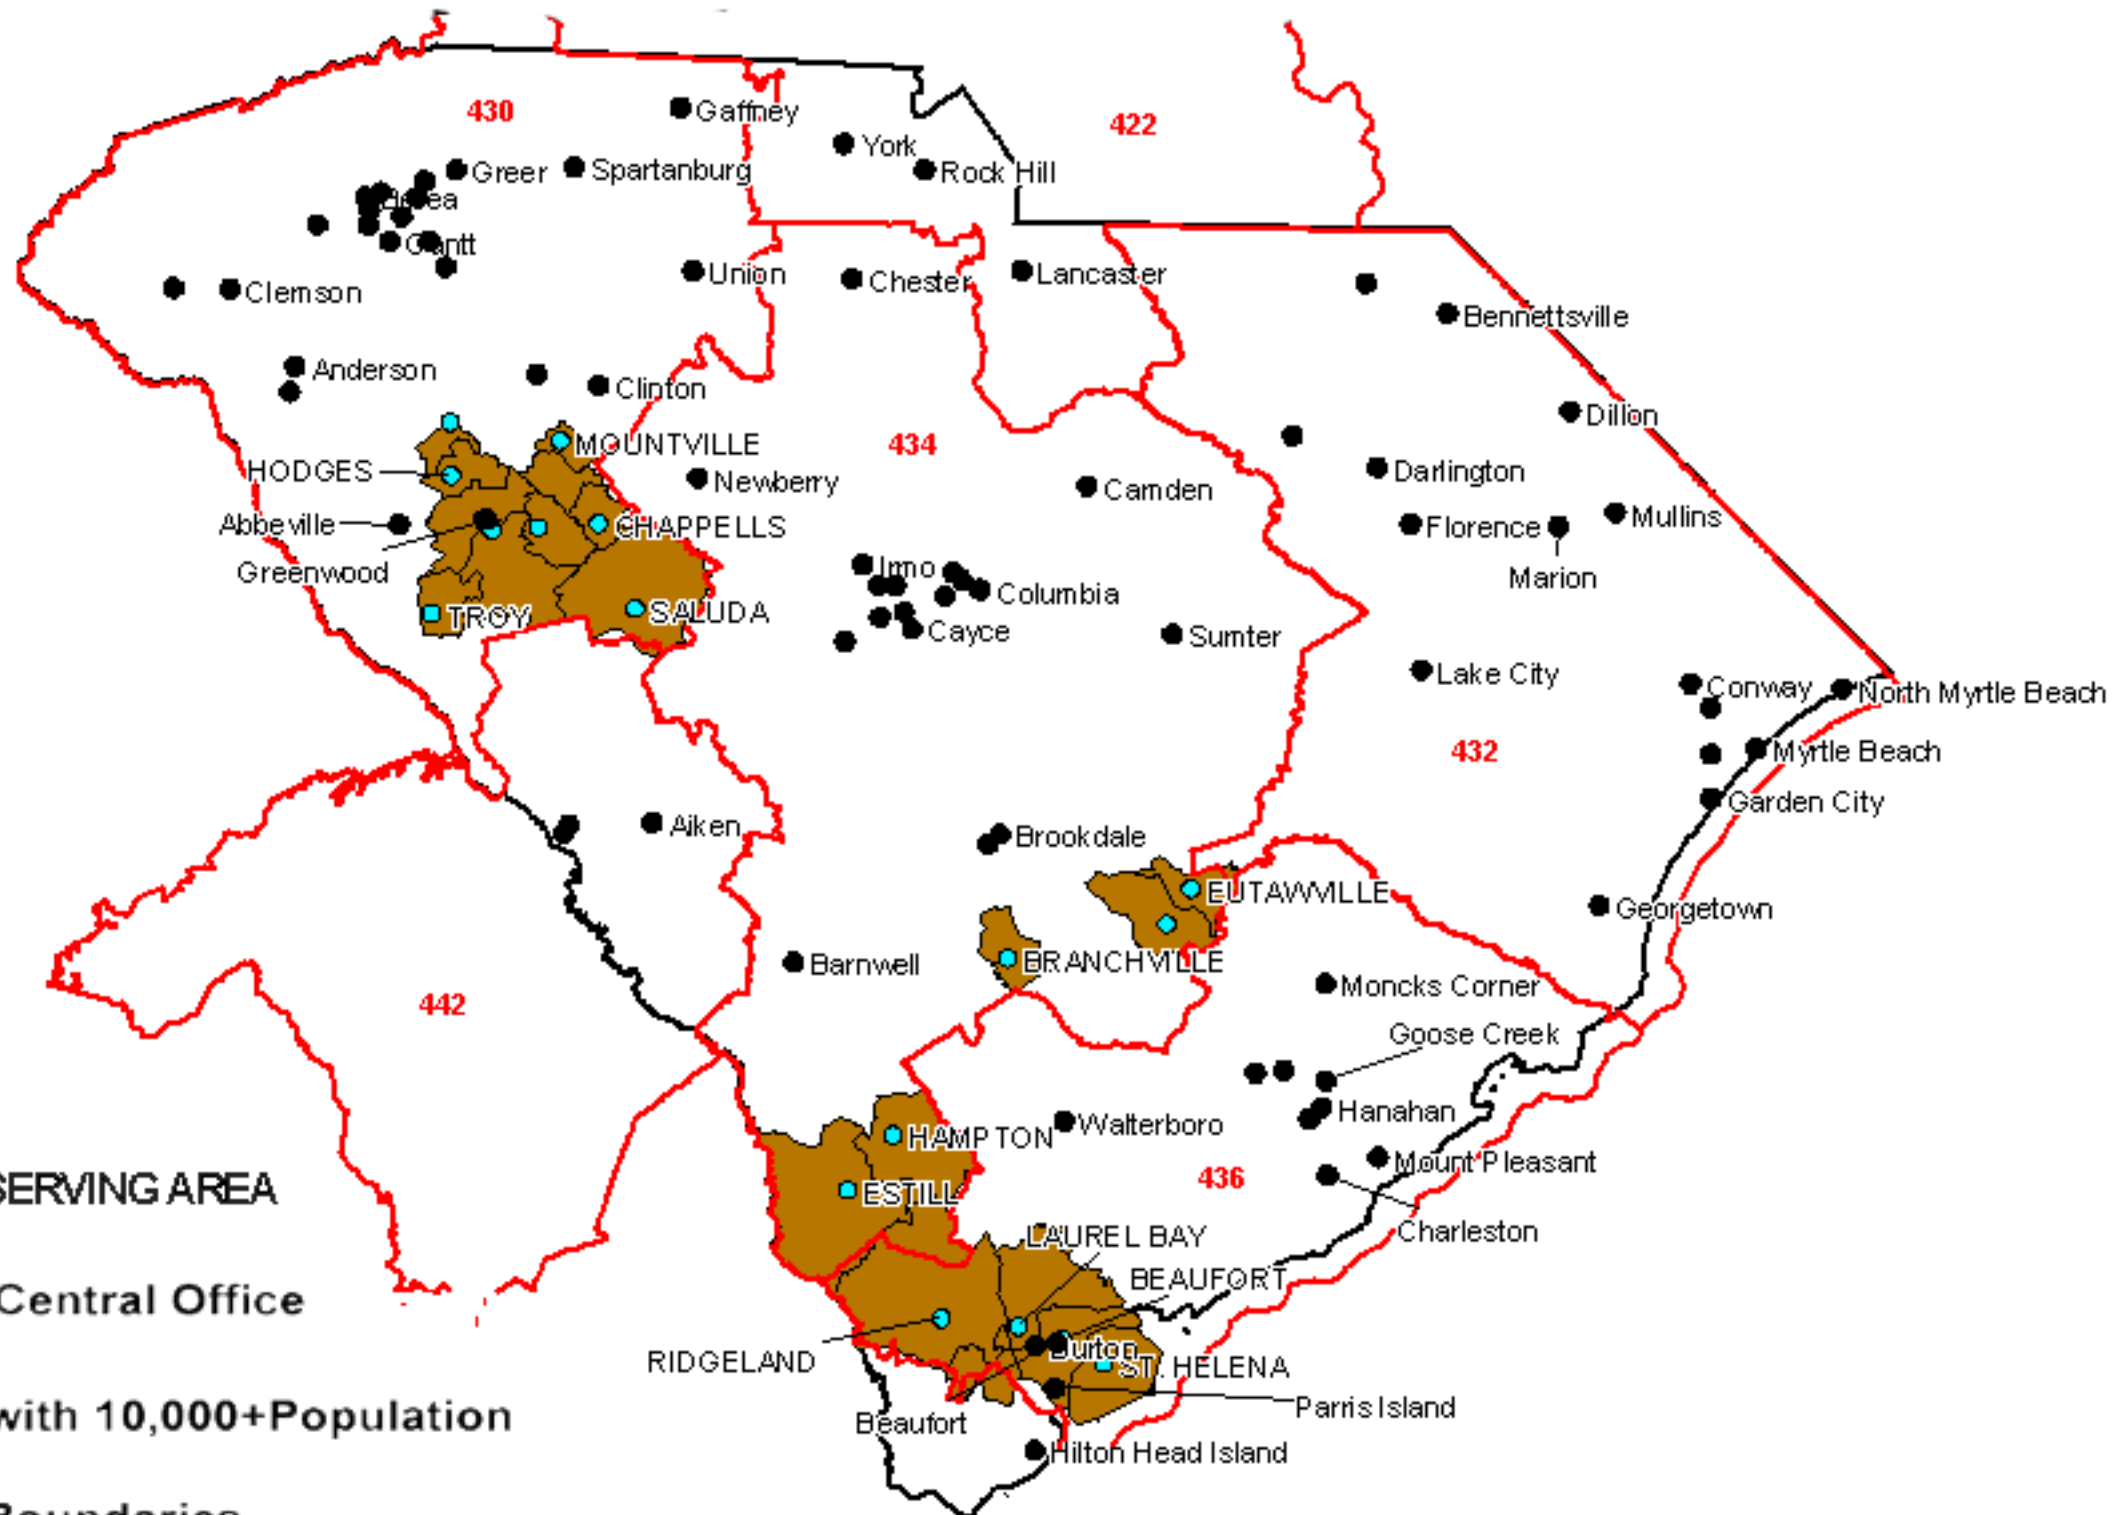 430
422
Gaffney
York
Greer
Spartanburg
Rock Hill
Gantt
Union
Chester
Lancaster
Clemson
Bennettsville
Anderson
Clinton
Dillon
MOUNTVILLE
434
HODGES
Newberry
Camden
Darlington
Abbeville
CHAPPELLS
Florence
Mullins
Greenwood
Irmo
Marion
Columbia
TROY
SALUDA
Cayce
Sumter
Lake City
Conway
North Myrtle Beach
432
Myrtle Beach
Garden City
Aiken
Brookdale
EUTAWVILLE
Georgetown
Barnwell
BRANCHVILLE
Moncks Corner
442
Goose Creek
Hanahan
HAMPTON
Walterboro
Mount Pleasant
436
SERVING AREA
ESTILL
Charleston
LAUREL BAY
BEAUFORT
Central Office
Burton
RIDGELAND
ST. HELENA
Parris Island
with 10,000+Population
Beaufort
Hilton Head Island
Boundaries